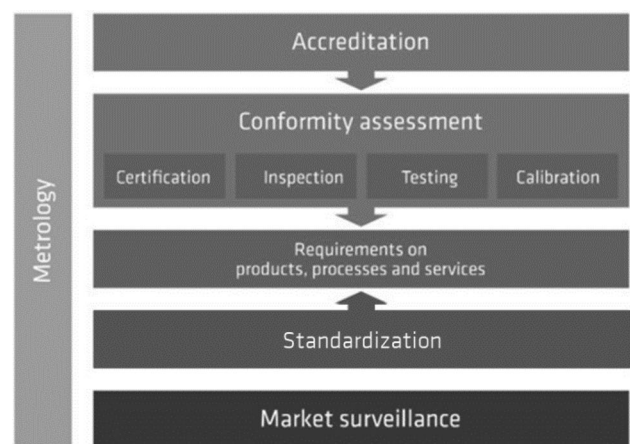 Metrology
Accreditation
Conformity assessment
Certification
Inspection
Testing
Calibration
Requirements on
products, processes and services
Standardization
Market surveillance